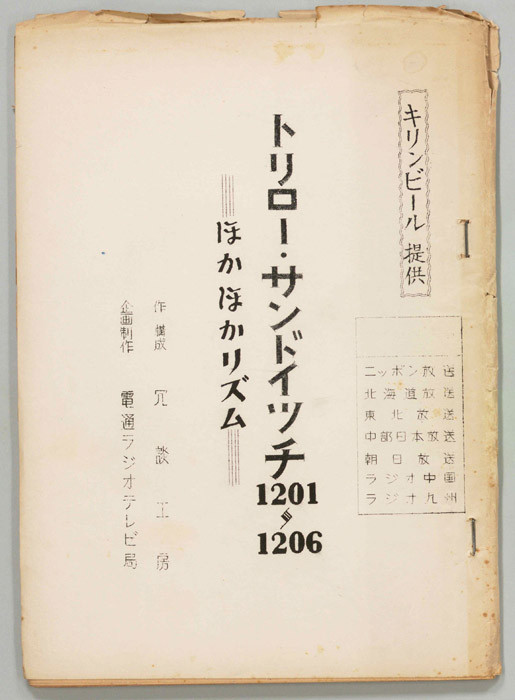 キリンビール 提供
ニッポン放送
北海道放送
東北放送
中部日本放送
朝日放送
ラジオ中国
ラジオ九州
トリロー・サンドイッチ 1201〜1206
ほかほかリズム
作 構成 冗談工房
企画制作 電通ラジオテレビ局